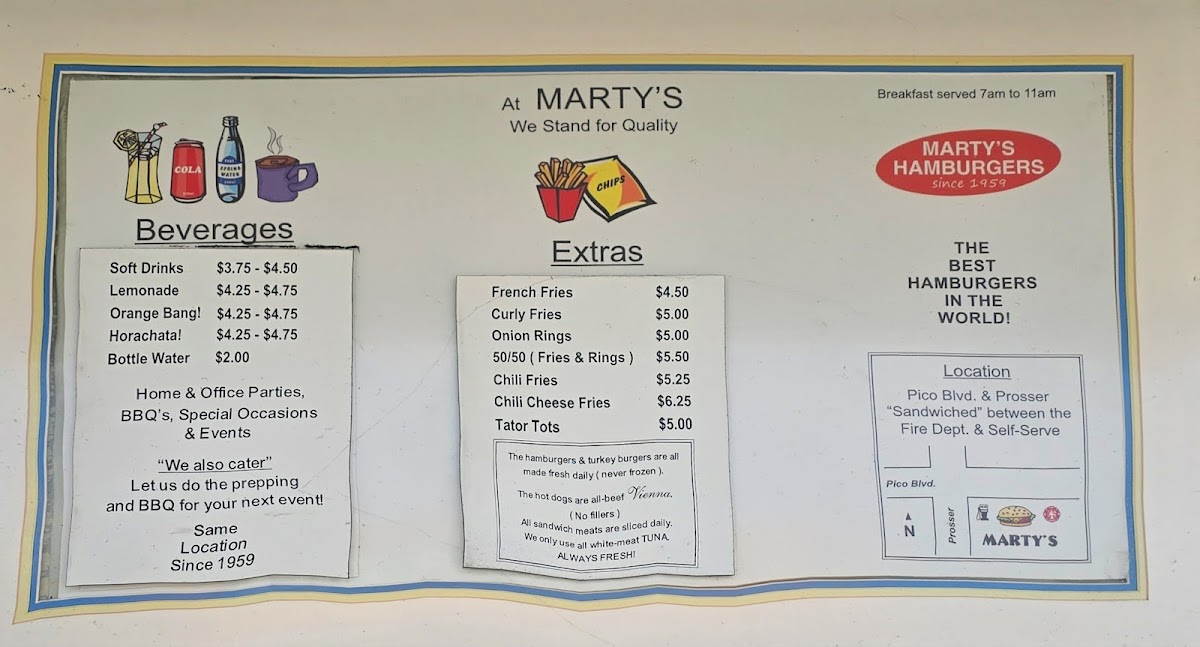 At MARTY'S
We Stand for Quality
COLA
PURE
SPRING
WATER
Beverages
Soft Drinks $3.75 - $4.50
Lemonade $4.25 - $4.75
Orange Bang! $4.25 - $4.75
Horachata! $4.25 - $4.75
Bottle Water $2.00
Home & Office Parties,
BBQ's, Special Occasions
& Events
"We also cater"
Let us do the prepping
and BBQ for your next event!
Same
Location
Since 1959
CHIPS
Extras
French Fries $4.50
Curly Fries $5.00
Onion Rings $5.00
50/50 ( Fries & Rings ) $5.50
Chili Fries $5.25
Chili Cheese Fries $6.25
Tator Tots $5.00
The hamburgers & turkey burgers are all
made fresh daily ( never frozen ).
The hot dogs are all-beef Vienna.
( No fillers )
All sandwich meats are sliced daily.
We only use all white-meat TUNA,
ALWAYS FRESH!
Breakfast served 7am to 11am
MARTY'S
HAMBURGERS
since 1959
THE
BEST
HAMBURGERS
IN THE
WORLD!
Location
Pico Blvd. & Prosser
"Sandwiched" between the
Fire Dept. & Self-Serve
Pico Blvd.
N
Prosser
MARTY'S